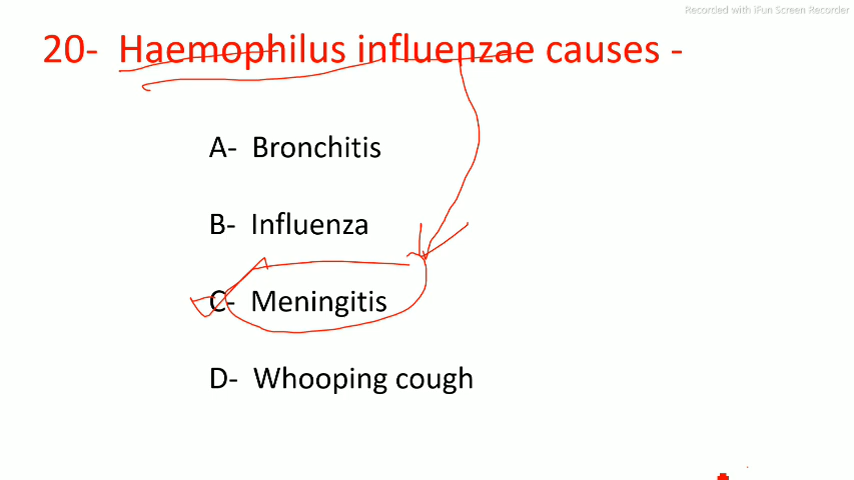 Recorded with iFun Screen Recorder
20- Haemophilus influenzae causes -
A- Bronchitis
B- Influenza
C- Meningitis
D- Whooping cough